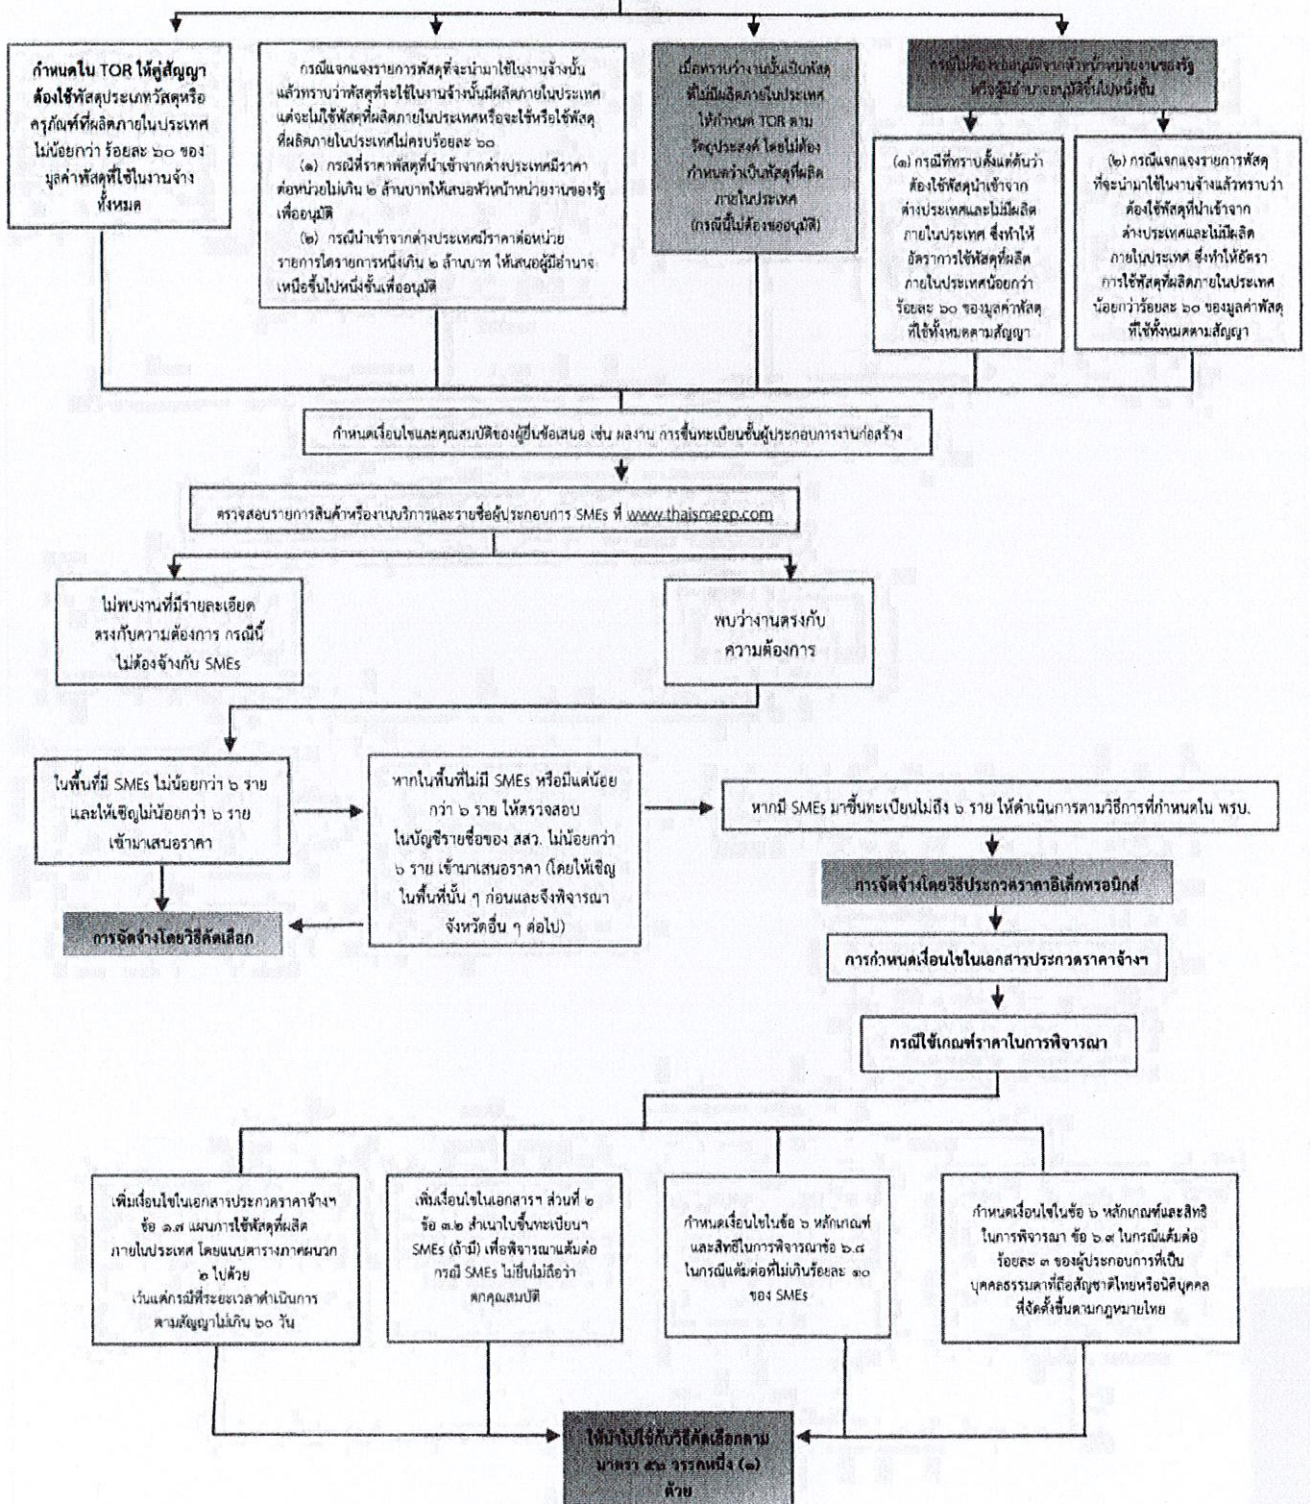 กำหนดใน TOR ให้คู่สัญญา
ต้องใช้พัสดุประเภทวัสดุหรือ
ครุภัณฑ์ที่ผลิตภายในประเทศ
ไม่น้อยกว่า ร้อยละ ๖๐ ของ
มูลค่าพัสดุที่ใช้ในงานจ้าง
ทั้งหมด
กรณีแจกแจงรายการพัสดุที่จะนำมาใช้ในงานจ้างนั้น
แล้วทราบว่าพัสดุที่จะใช้ในงานจ้างนั้นมีผลิตภายในประเทศ
แต่จะไม่ใช้พัสดุที่ผลิตภายในประเทศหรือจะใช้หรือใช้พัสดุ
ที่ผลิตภายในประเทศไม่ครบร้อยละ ๖๐
(๑) กรณีที่ราคาพัสดุที่นำเข้าจากต่างประเทศมีราคา
ต่อหน่วยไม่เกิน ๒ ล้านบาทให้เสนอหัวหน้าหน่วยงานของรัฐ
เพื่ออนุมัติ
(๒) กรณีนำเข้าจากต่างประเทศมีราคาต่อหน่วย
รายการใดรายการหนึ่งเกิน ๒ ล้านบาท ให้เสนอผู้มีอำนาจ
เหนือขึ้นไปหนึ่งชั้นเพื่ออนุมัติ
เมื่อทราบว่างานนั้นเป็นพัสดุ
ที่ไม่มีผลิตภายในประเทศ
ให้กำหนด TOR ตาม
วัตถุประสงค์ โดยไม่ต้อง
กำหนดว่าเป็นพัสดุที่ผลิต
ภายในประเทศ
(กรณีนี้ไม่ต้องขออนุมัติ)
กรณีไม่ต้องขออนุมัติจากหัวหน้าหน่วยงานของรัฐ
หรือผู้มีอำนาจอนุมัติขึ้นไปหนึ่งชั้น
(๑) กรณีที่ทราบตั้งแต่ต้นว่า
ต้องใช้พัสดุนำเข้าจาก
ต่างประเทศและไม่มีผลิต
ภายในประเทศ ซึ่งทำให้
อัตราการใช้พัสดุที่ผลิต
ภายในประเทศน้อยกว่า
ร้อยละ ๖๐ ของมูลค่าพัสดุ
ที่ใช้ทั้งหมดตามสัญญา
(๒) กรณีแจกแจงรายการพัสดุ
ที่จะนำมาใช้ในงานจ้างแล้วทราบว่า
ต้องใช้พัสดุที่นำเข้าจาก
ต่างประเทศและไม่มีผลิต
ภายในประเทศ ซึ่งทำให้อัตรา
การใช้พัสดุที่ผลิตภายในประเทศ
น้อยกว่าร้อยละ ๖๐ ของมูลค่าพัสดุ
ที่ใช้ทั้งหมดตามสัญญา
กำหนดเงื่อนไขและคุณสมบัติของผู้ยื่นข้อเสนอ เช่น ผลงาน การขึ้นทะเบียนชั้นผู้ประกอบการงานก่อสร้าง
ตรวจสอบรายการสินค้าหรืองานบริการและรายชื่อผู้ประกอบการ SMEs ที่ www.thaismegp.com
ไม่พบงานที่มีรายละเอียด
ตรงกับความต้องการ กรณีนี้
ไม่ต้องจ้างกับ SMEs
พบว่างานตรงกับ
ความต้องการ
ในพื้นที่มี SMEs ไม่น้อยกว่า ๖ ราย
และให้เชิญไม่น้อยกว่า ๖ ราย
เข้ามาเสนอราคา
หากในพื้นที่ไม่มี SMEs หรือมีแต่น้อย
กว่า ๖ ราย ให้ตรวจสอบ
ในบัญชีรายชื่อของ สสว. ไม่น้อยกว่า
๖ ราย เข้ามาเสนอราคา (โดยให้เชิญ
ในพื้นที่นั้น ๆ ก่อนและจึงพิจารณา
จังหวัดอื่น ๆ ต่อไป)
หากมี SMEs มาขึ้นทะเบียนไม่ถึง ๖ ราย ให้ดำเนินการตามวิธีการที่กำหนดใน พรบ.
การจัดจ้างโดยวิธีคัดเลือก
การจัดจ้างโดยวิธีประกวดราคาอิเล็กทรอนิกส์
การกำหนดเงื่อนไขในเอกสารประกวดราคาจ้างฯ
กรณีใช้เกณฑ์ราคาในการพิจารณา
เพิ่มเงื่อนไขในเอกสารประกวดราคาจ้างฯ
ข้อ ๑.๗ แผนการใช้พัสดุที่ผลิต
ภายในประเทศ โดยแนบตารางภาคผนวก
๒ ไปด้วย
เว้นแต่กรณีที่ระยะเวลาดำเนินการ
ตามสัญญาไม่เกิน ๖๐ วัน
เพิ่มเงื่อนไขในเอกสารฯ ส่วนที่ ๒
ข้อ ๓.๒ สำเนาใบขึ้นทะเบียนฯ
SMEs (ถ้ามี) เพื่อพิจารณาแต้มต่อ
กรณี SMEs ไม่ยื่นไม่ถือว่า
ตกคุณสมบัติ
กำหนดเงื่อนไขในข้อ ๖ หลักเกณฑ์
และสิทธิในการพิจารณาข้อ ๖.๘
ในกรณีแต้มต่อที่ไม่เกินร้อยละ ๑๐
ของ SMEs
กำหนดเงื่อนไขในข้อ ๖ หลักเกณฑ์และสิทธิ
ในการพิจารณา ข้อ ๖.๙ ในกรณีแต้มต่อ
ร้อยละ ๓ ของผู้ประกอบการที่เป็น
บุคคลธรรมดาที่ถือสัญชาติไทยหรือนิติบุคคล
ที่จัดตั้งขึ้นตามกฎหมายไทย
ให้นำไปใช้กับวิธีคัดเลือกตาม
มาตรา ๕๖ วรรคหนึ่ง (๑)
ด้วย